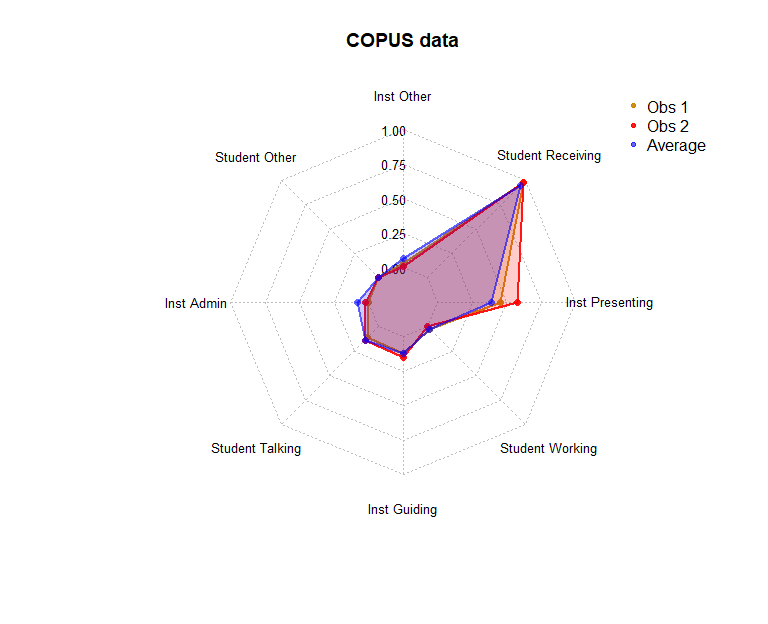 COPUS data
Inst Other
Obs 1
Obs 2
Average
1.00
Student Receiving
Student Other
0.75
0.50
0.25
0.00
Inst Admin
Inst Presenting
Student Talking
Student Working
Inst Guiding